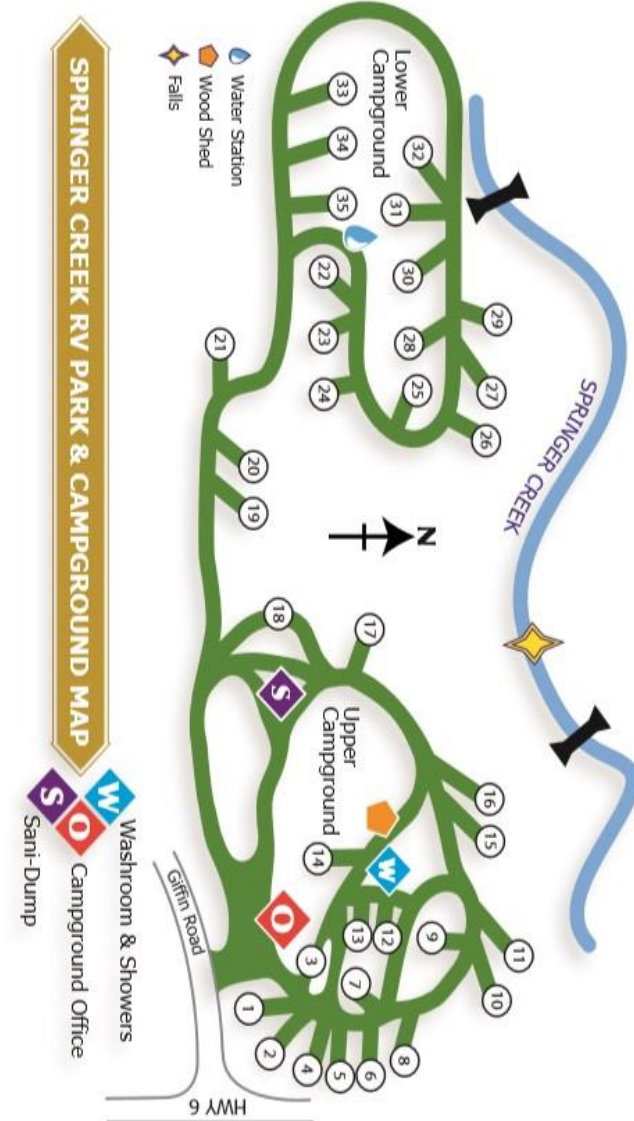 Lower
Campground
33
34
35
32
31
30
29
28
27
26
25
22
23
24
21
20
19
SPRINGER CREEK
N
18
17
S
Upper
Campground
16
15
14
W
13
12
11
10
9
8
7
6
5
4
3
2
1
O
Giffin Road
HWY 6
Water Station
Wood Shed
Falls
SPRINGER CREEK RV PARK & CAMPGROUND MAP
W
Washroom & Showers
O
Campground Office
S
Sani-Dump